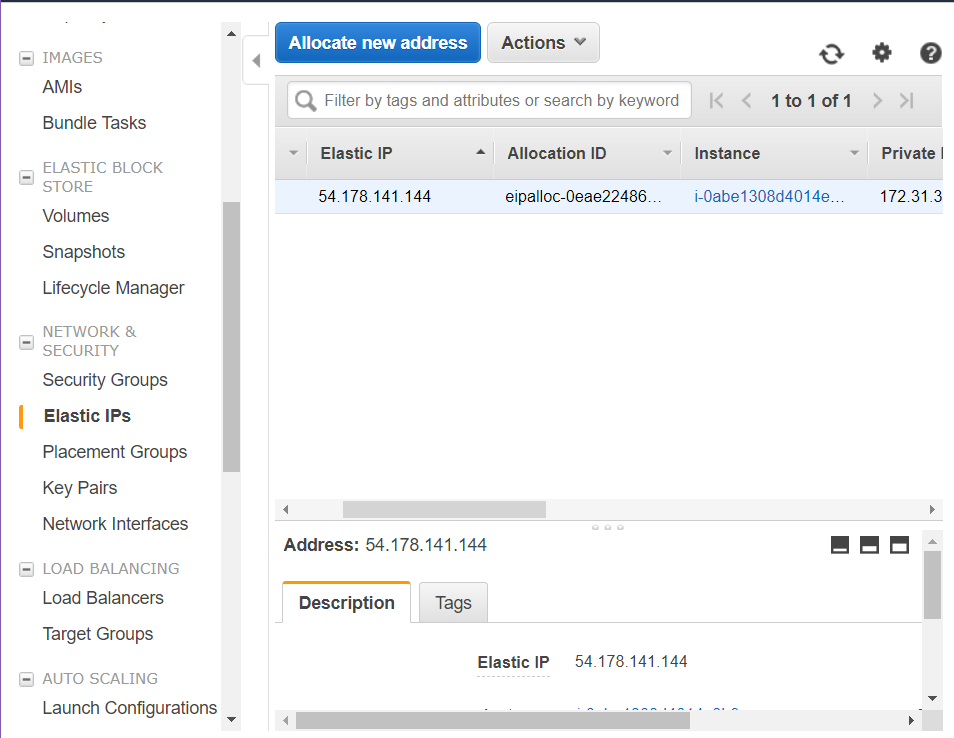 IMAGES
AMIs
Bundle Tasks
ELASTIC BLOCK
STORE
Volumes
Snapshots
Lifecycle Manager
NETWORK &
SECURITY
Security Groups
Elastic IPs
Placement Groups
Key Pairs
Network Interfaces
LOAD BALANCING
Load Balancers
Target Groups
AUTO SCALING
Launch Configurations
Allocate new address Actions
Filter by tags and attributes or search by keyword 1 to 1 of 1
Elastic IP Allocation ID Instance Private
54.178.141.144 eipalloc-0eae22486... i-0abe1308d4014e... 172.31.3
Address: 54.178.141.144
Description Tags
Elastic IP 54.178.141.144